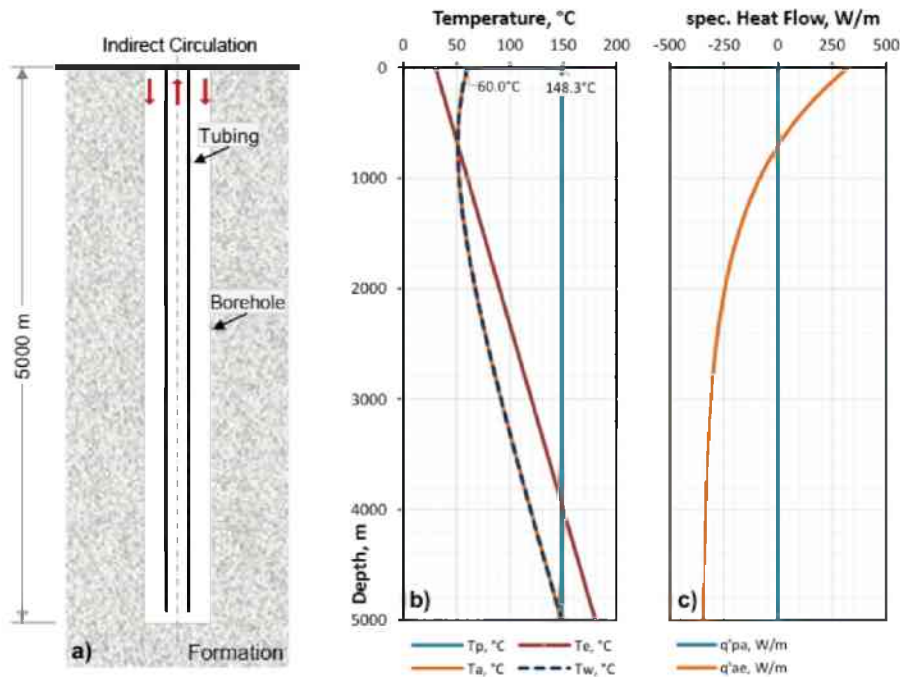 Indirect Circulation
Tubing
Borehole
5000 m
a)
Formation
Temperature, °C
0 50 100 150 200
0
1000
2000
3000
4000
5000
60.0°C
148.3°C
Depth, m
b)
Tp, °C
Te, °C
Ta, °C
Tw, °C
spec. Heat Flow, W/m
-500 -250 0 250 500
c)
q'pa, W/m
q'ae, W/m